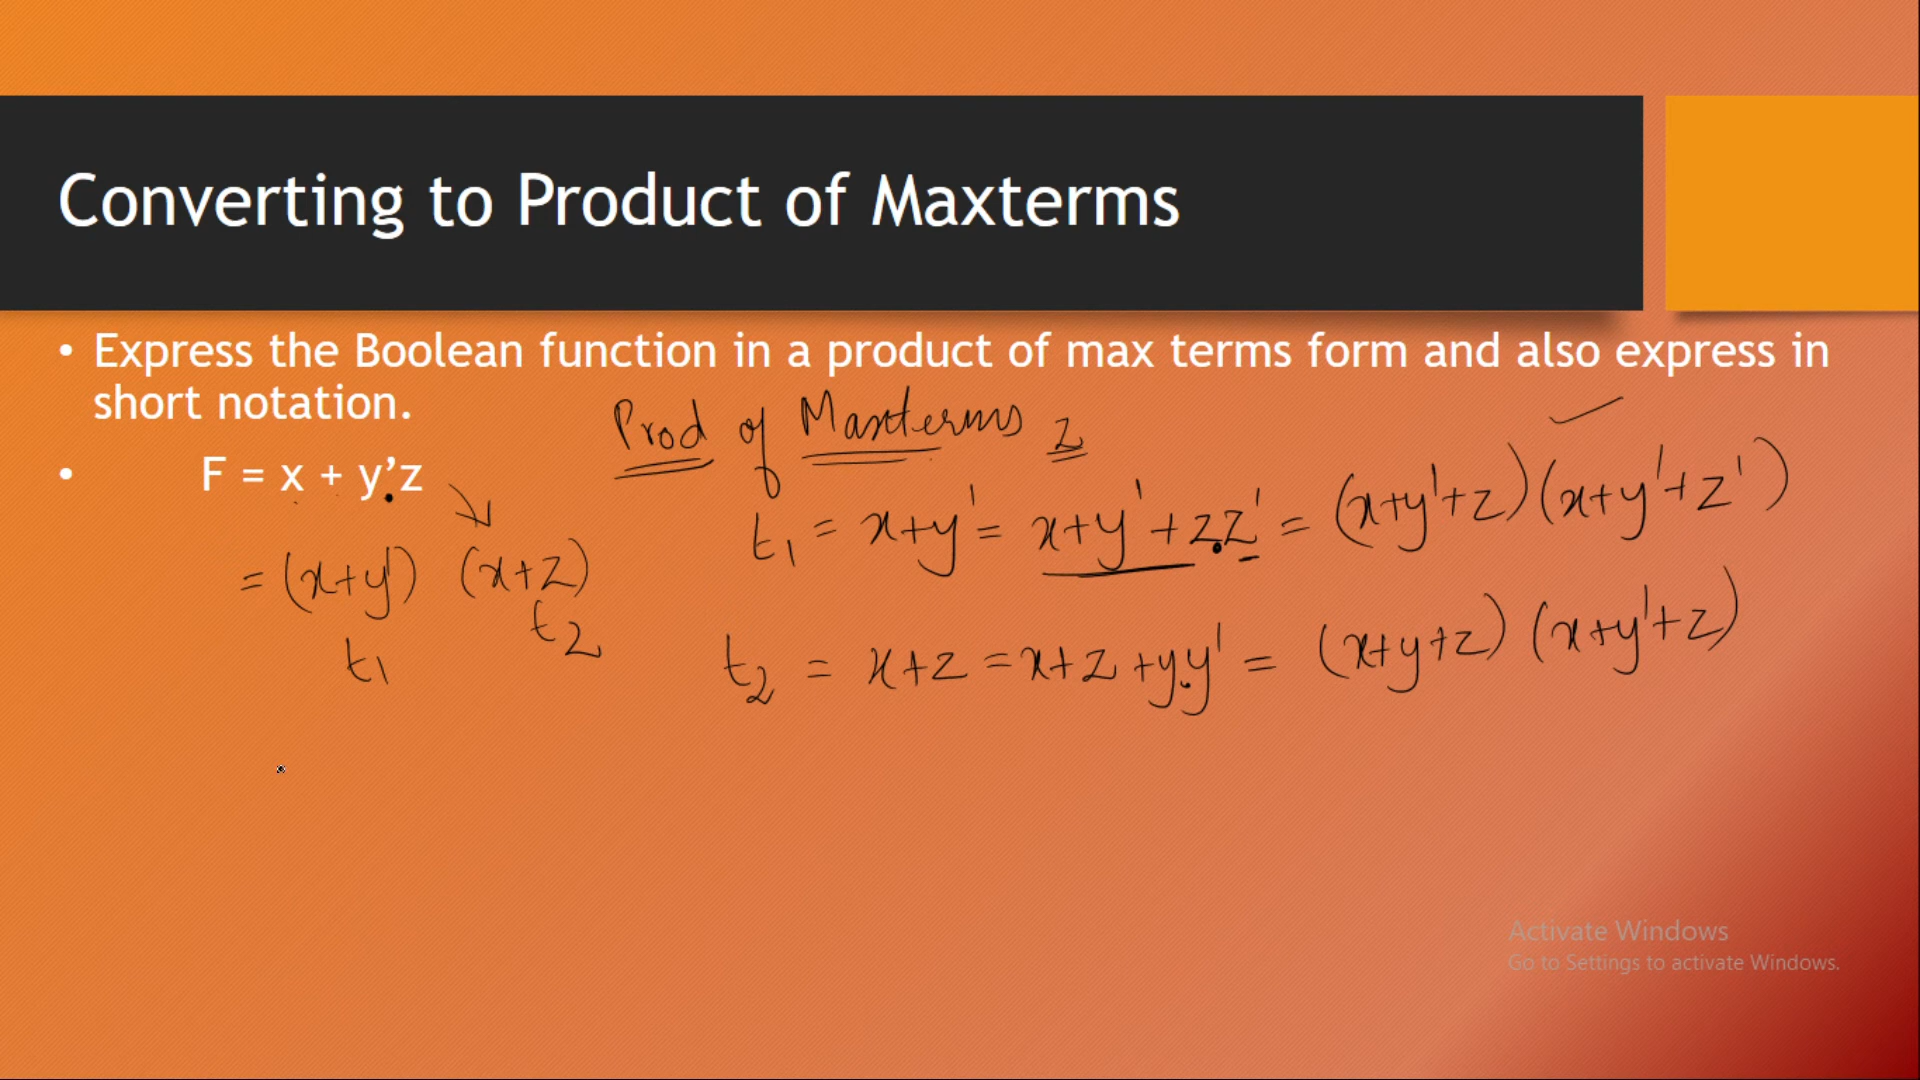 Converting to Product of Maxterms
• Express the Boolean function in a product of max terms form and also express in
short notation.
Prod of Maxterms z
• F = x + y’z
t1 = x+y' = x+y'+z.z' = (x+y'+z)(x+y'+z')
= (x+y') (x+z)
t1 t2
t2 = x+z = x+z+y.y' = (x+y+z) (x+y'+z)
Activate Windows
Go to Settings to activate Windows.